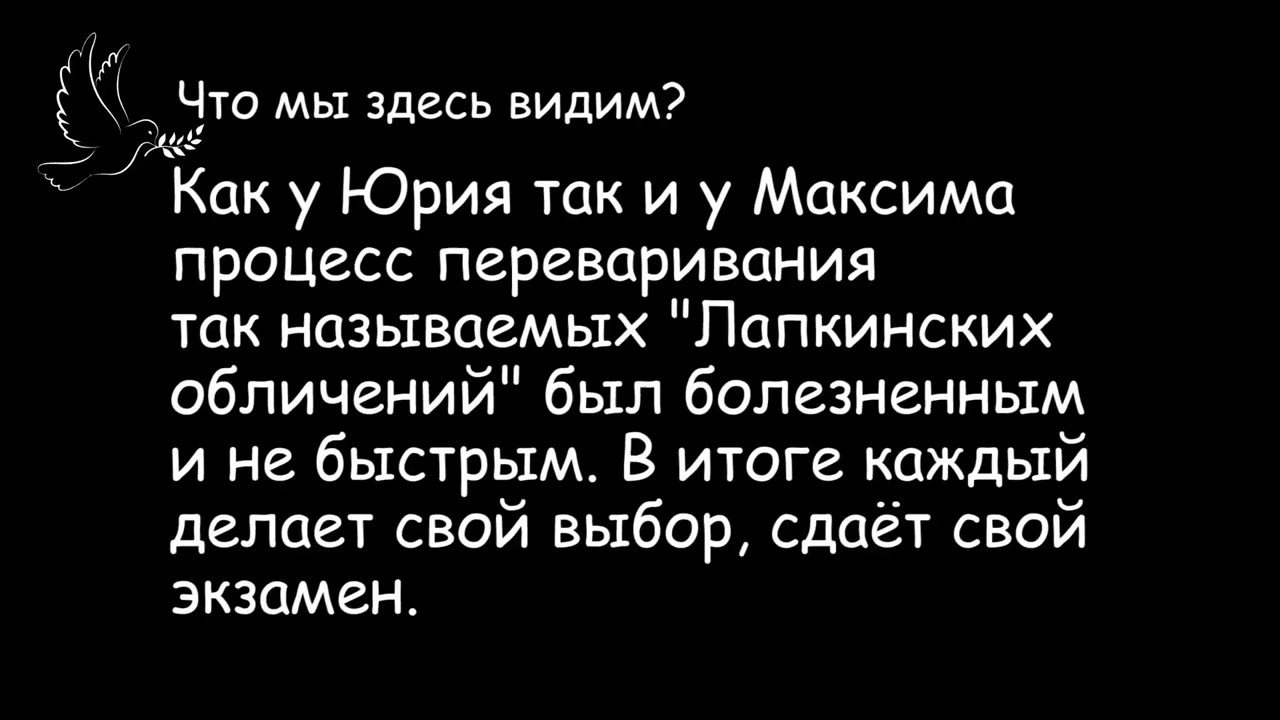 Что мы здесь видим?
Как у Юрия так и у Максима
процесс переваривания
так называемых "Лапкинских
обличений" был болезненным
и не быстрым. В итоге каждый
делает свой выбор, сдаёт свой
экзамен.